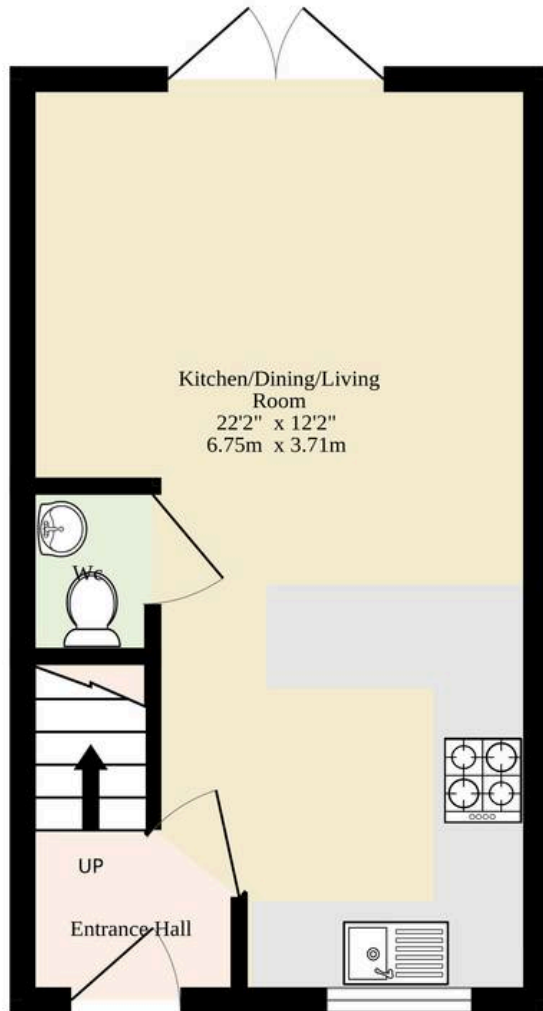 Kitchen/Dining/Living
Room
22'2" x 12'2"
6.75m x 3.71m
Wc
UP
Entrance Hall